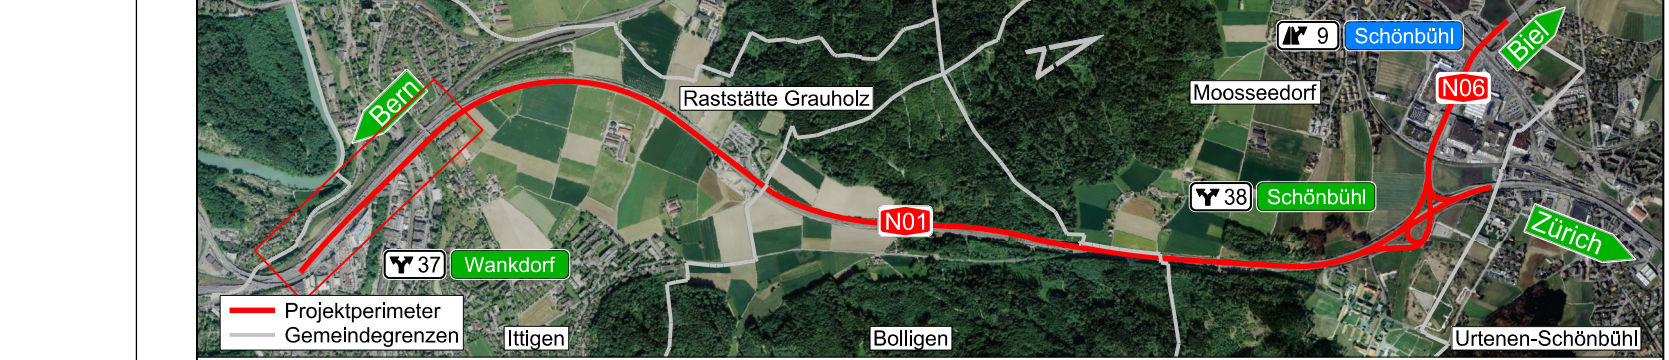 9 Schönbühl
Biel
Bern
N06
Raststätte Grauholz
Moosseedorf
38 Schönbühl
N01
Zürich
37 Wankdorf
Projektperimeter
Gemeindegrenzen
Ittigen
Bolligen
Urtenen-Schönbühl